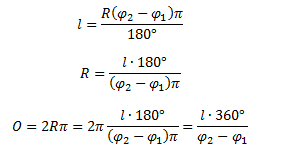 l = R(φ₂ − φ₁)π / 180°
R = l · 180° / (φ₂ − φ₁)π
O = 2Rπ = 2π l · 180° / (φ₂ − φ₁)π = l · 360° / φ₂ − φ₁